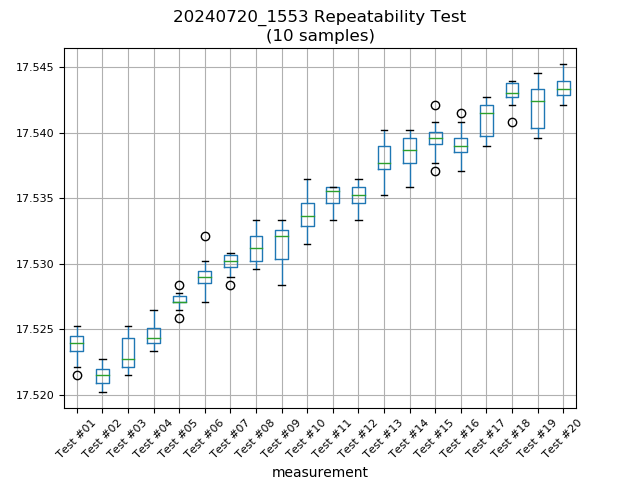 20240720_1553 Repeatability Test
(10 samples)
17.545
17.540
17.535
17.530
17.525
17.520
Test #01
Test #02
Test #03
Test #04
Test #05
Test #06
Test #07
Test #08
Test #09
Test #10
Test #11
Test #12
Test #13
Test #14
Test #15
Test #16
Test #17
Test #18
Test #19
Test #20
measurement